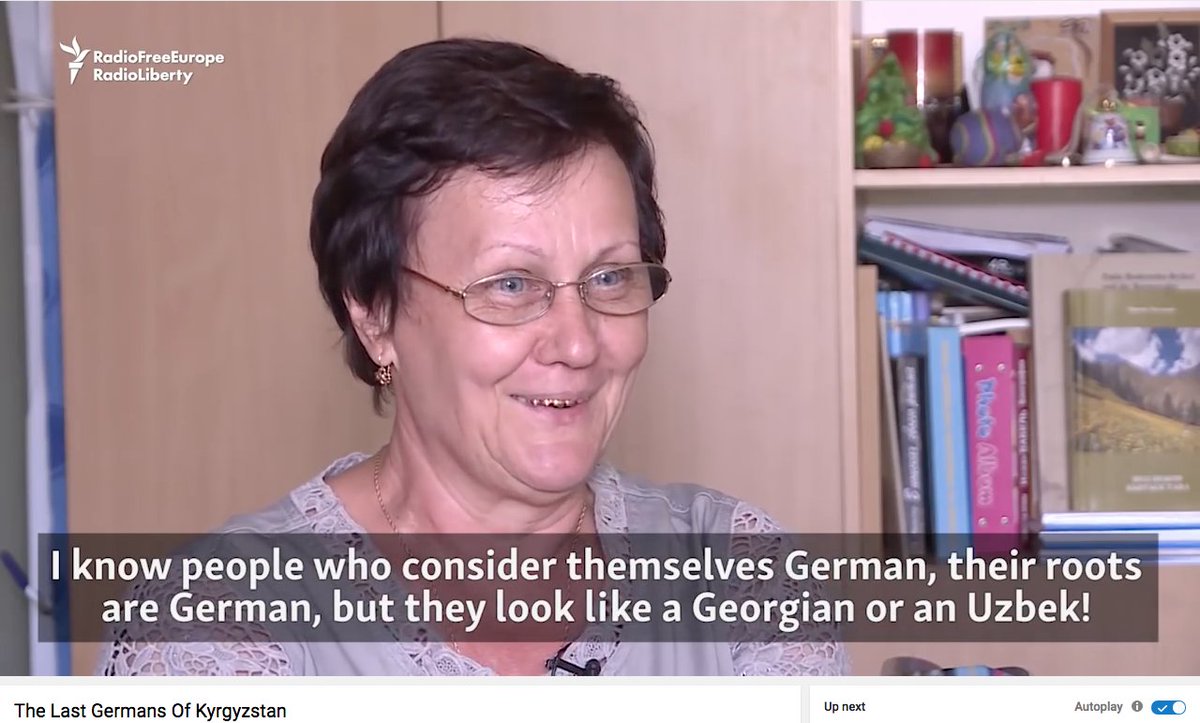 RadioFreeEurope
RadioLiberty
Photo Album
I know people who consider themselves German, their roots
are German, but they look like a Georgian or an Uzbek!
The Last Germans Of Kyrgyzstan
Up next
Autoplay